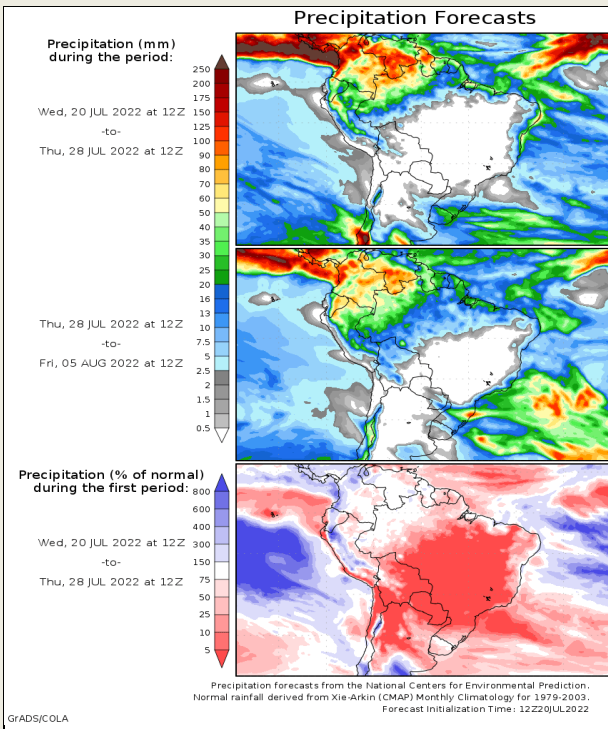 Precipitation Forecasts
Precipitation (mm)
during the period:
Wed, 20 JUL 2022 at 12Z
-to-
Thu, 28 JUL 2022 at 12Z
250
200
175
150
125
100
90
80
70
60
50
40
35
30
25
20
16
13
10
7.5
5
2.5
2
1.5
1
0.5
Thu, 28 JUL 2022 at 12Z
-to-
Fri, 05 AUG 2022 at 12Z
Precipitation (% of normal)
during the first period:
Wed, 20 JUL 2022 at 12Z
-to-
Thu, 28 JUL 2022 at 12Z
800
600
400
300
150
75
50
25
10
5
Precipitation forecasts from the National Centers for Environmental Prediction.
Normal rainfall derived from Xie-Arkin (CMAP) Monthly Climatology for 1979-2003.
Forecast Initialization Time: 12Z20JUL2022
GrADS/COLA